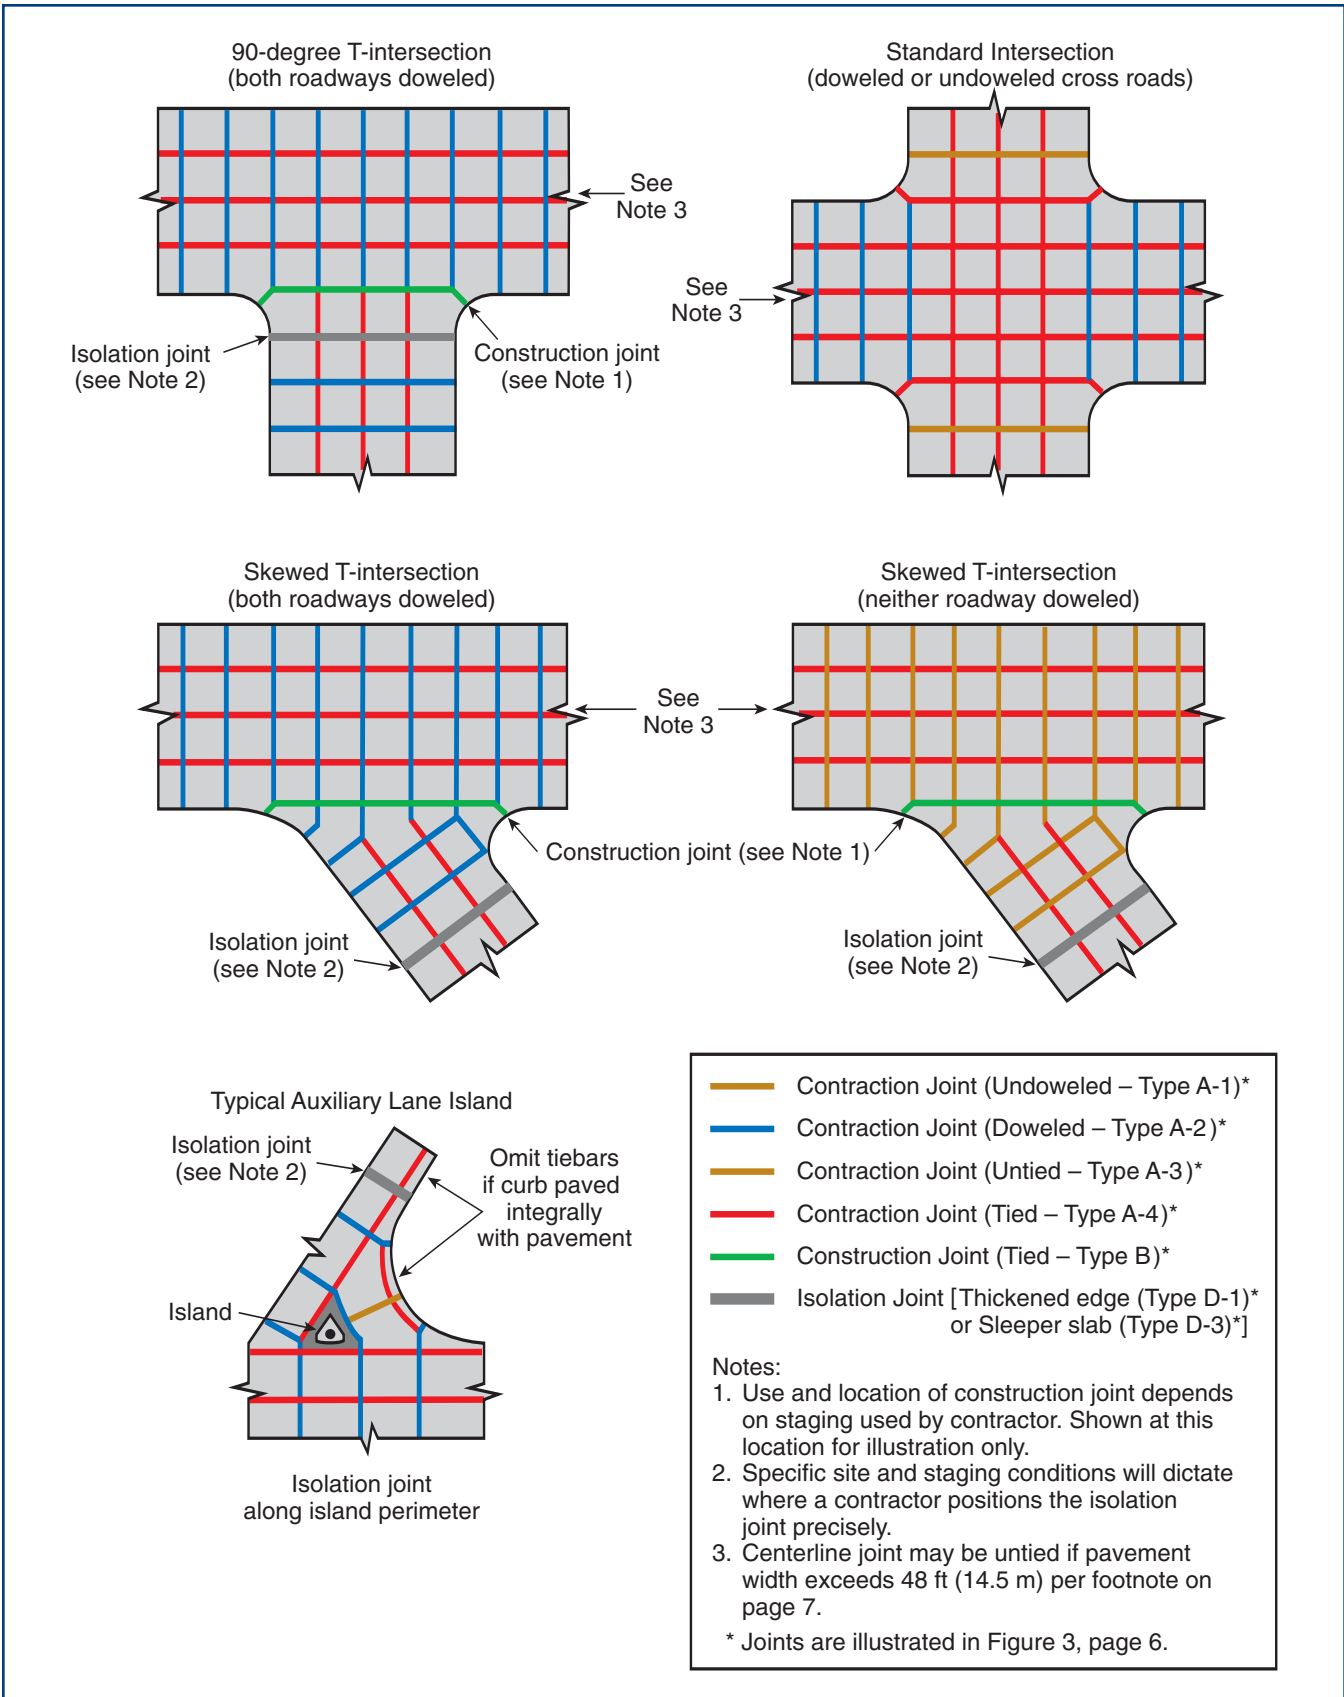 90-degree T-intersection
(both roadways doweled)
Standard Intersection
(doweled or undoweled cross roads)
See
Note 3
See
Note 3
Isolation joint
(see Note 2)
Construction joint
(see Note 1)
Skewed T-intersection
(both roadways doweled)
Skewed T-intersection
(neither roadway doweled)
See
Note 3
Construction joint (see Note 1)
Isolation joint
(see Note 2)
Isolation joint
(see Note 2)
Typical Auxiliary Lane Island
Isolation joint
(see Note 2)
Omit tiebars
if curb paved
integrally
with pavement
Island
Isolation joint
along island perimeter
Contraction Joint (Undoweled – Type A-1)*
Contraction Joint (Doweled – Type A-2)*
Contraction Joint (Untied – Type A-3)*
Contraction Joint (Tied – Type A-4)*
Construction Joint (Tied – Type B)*
Isolation Joint [Thickened edge (Type D-1)*
or Sleeper slab (Type D-3)*]
Notes:
1. Use and location of construction joint depends
on staging used by contractor. Shown at this
location for illustration only.
2. Specific site and staging conditions will dictate
where a contractor positions the isolation
joint precisely.
3. Centerline joint may be untied if pavement
width exceeds 48 ft (14.5 m) per footnote on
page 7.
* Joints are illustrated in Figure 3, page 6.